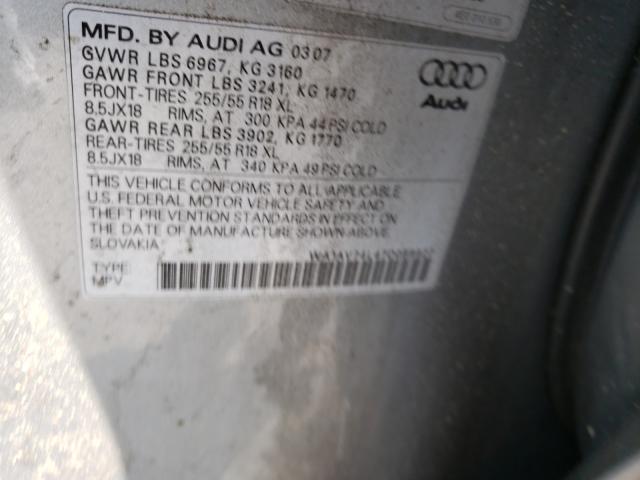 MFD. BY AUDI AG 03 07
GVWR LBS 6967, KG 3160
GAWR FRONT LBS 3241, KG 1470
FRONT-TIRES 255/55 R18 XL
8.5JX18 RIMS, AT 300 KPA 44 PSI COLD
GAWR REAR LBS 3902, KG 1770
REAR-TIRES 255/55 R18 XL
8.5JX18 RIMS, AT 340 KPA 49 PSI COLD
Audi
THIS VEHICLE CONFORMS TO ALL APPLICABLE
U.S. FEDERAL MOTOR VEHICLE SAFETY AND
THEFT PREVENTION STANDARDS IN EFFECT ON
THE DATE OF MANUFACTURE SHOWN ABOVE.
SLOVAKIA
TYPE:
MPV